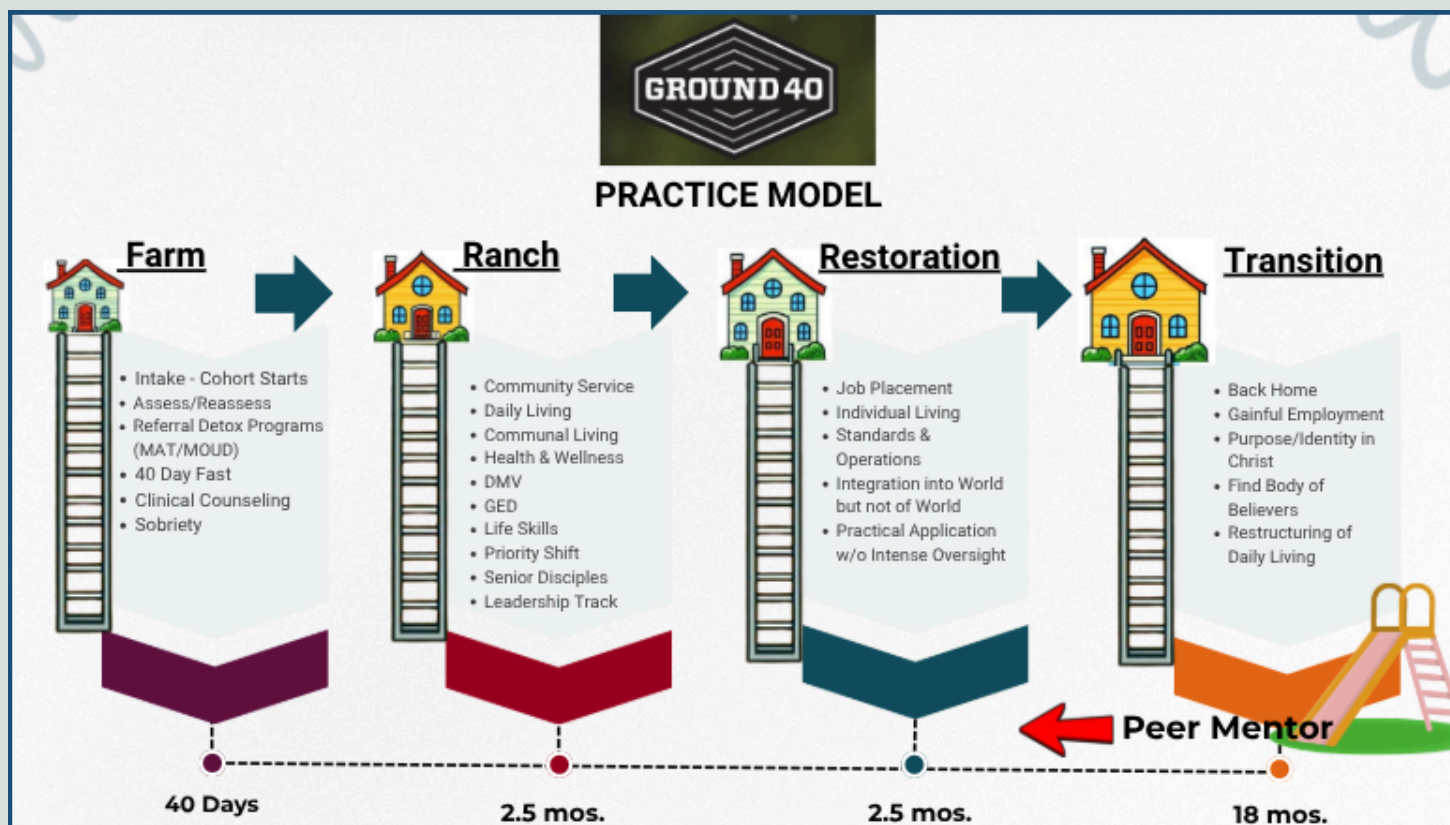 GROUND 40
PRACTICE MODEL
Farm
• Intake - Cohort Starts
• Assess/Reassess
• Referral Detox Programs
(MAT/MOUD)
• 40 Day Fast
• Clinical Counseling
• Sobriety
40 Days
Ranch
• Community Service
• Daily Living
• Communal Living
• Health & Wellness
• DMV
• GED
• Life Skills
• Priority Shift
• Senior Disciples
• Leadership Track
2.5 mos.
Restoration
• Job Placement
• Individual Living
• Standards &
Operations
• Integration into World
but not of World
• Practical Application
w/o Intense Oversight
2.5 mos.
Transition
• Back Home
• Gainful Employment
• Purpose/Identity in
Christ
• Find Body of
Believers
• Restructuring of
Daily Living
Peer Mentor
18 mos.